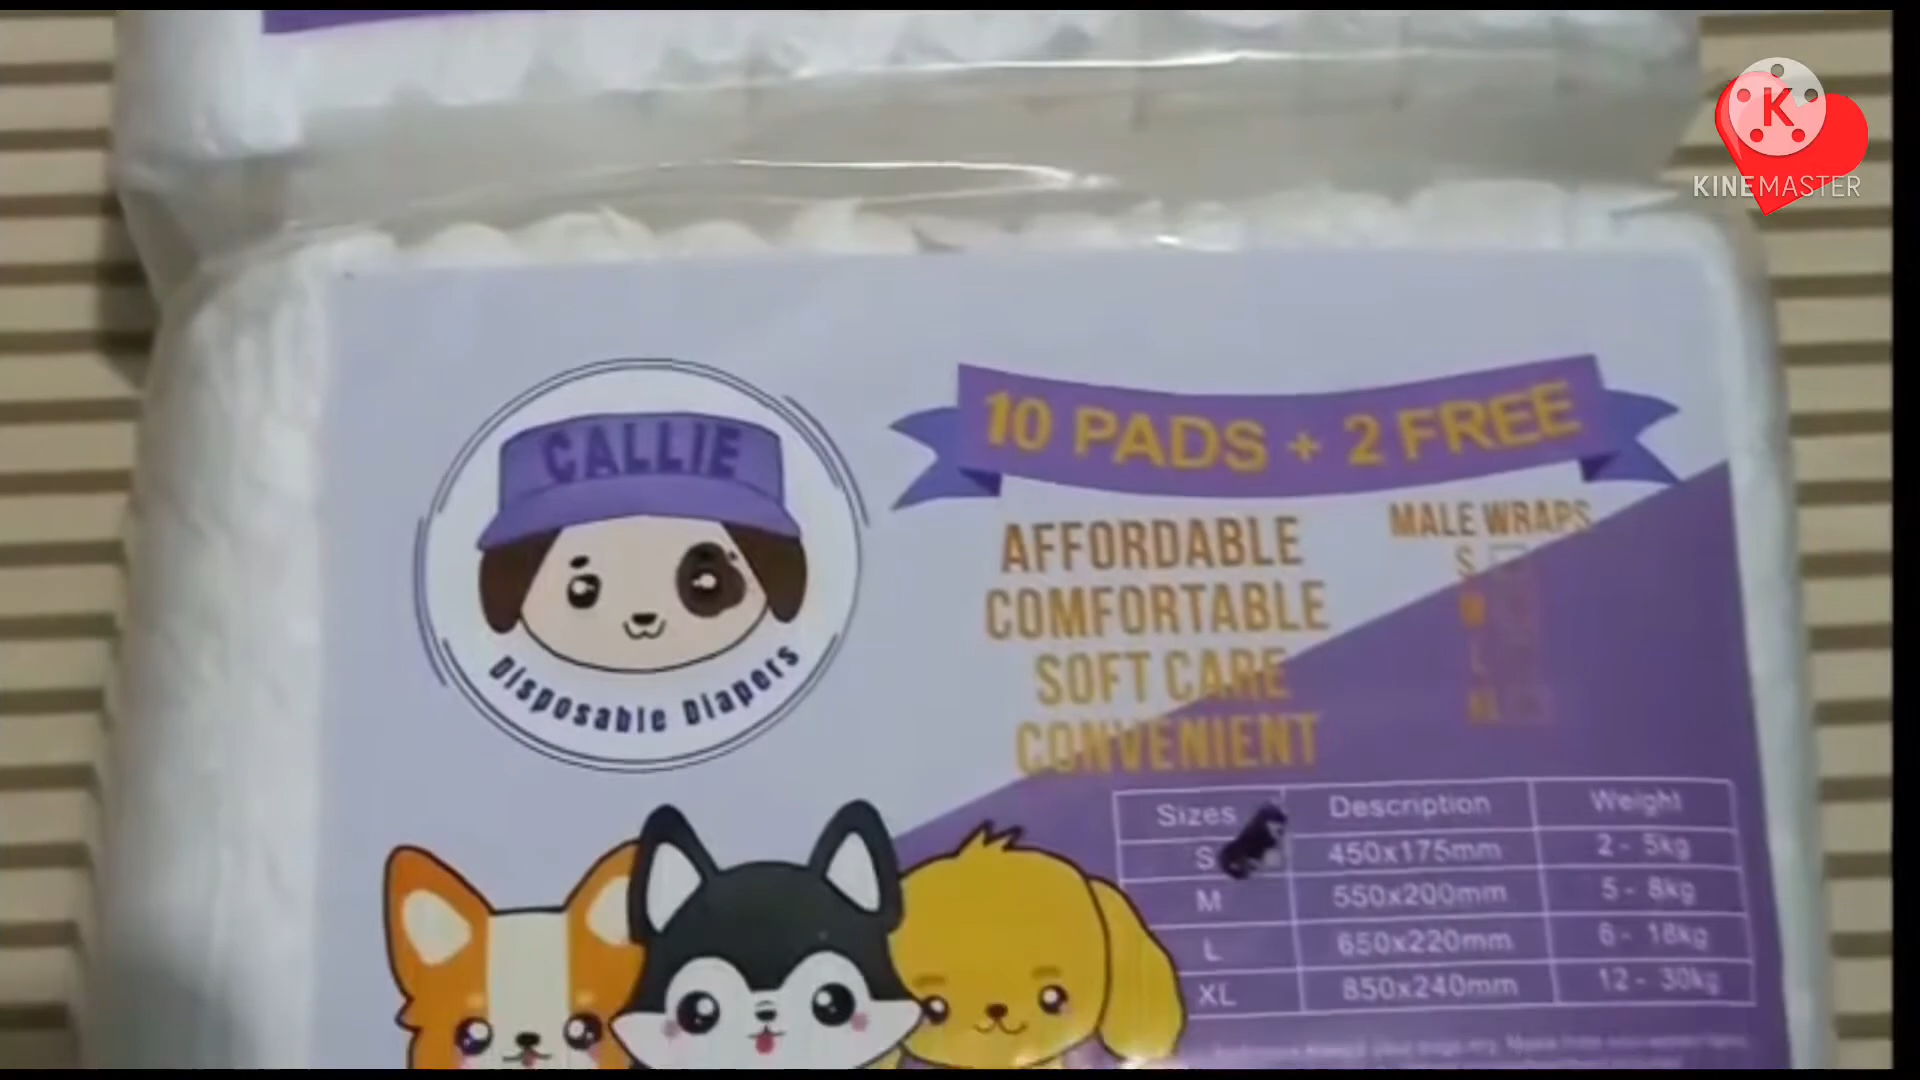 K
KINEMASTER
CALLIE
Disposable Diapers
10 PADS + 2 FREE
AFFORDABLE
COMFORTABLE
SOFT CARE
CONVENIENT
MALE WRAPS
S
M
L
XL
Sizes Description Weight
S 450x175mm 2 - 5kg
M 550x200mm 5 - 8kg
L 650x220mm 6 - 18kg
XL 850x240mm 12 - 30kg